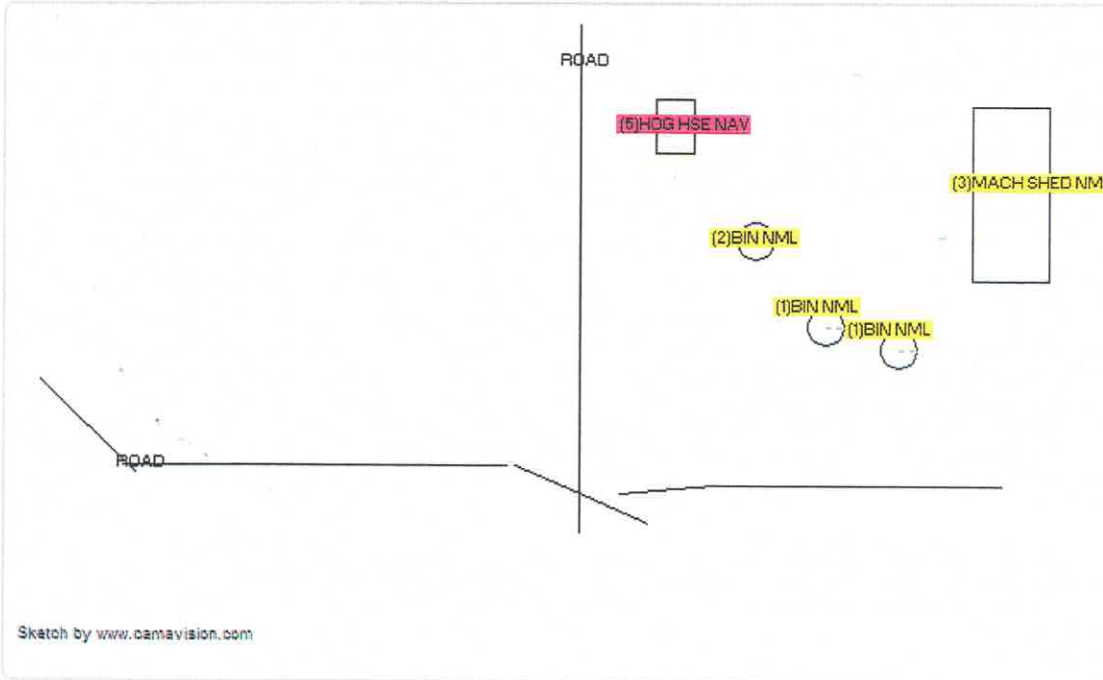 ROAD
(5)HOG HSE NAV
(3)MACH SHED NM
(2)BIN NML
(1)BIN NML
(1)BIN NML
ROAD
Sketch by www.camavision.com